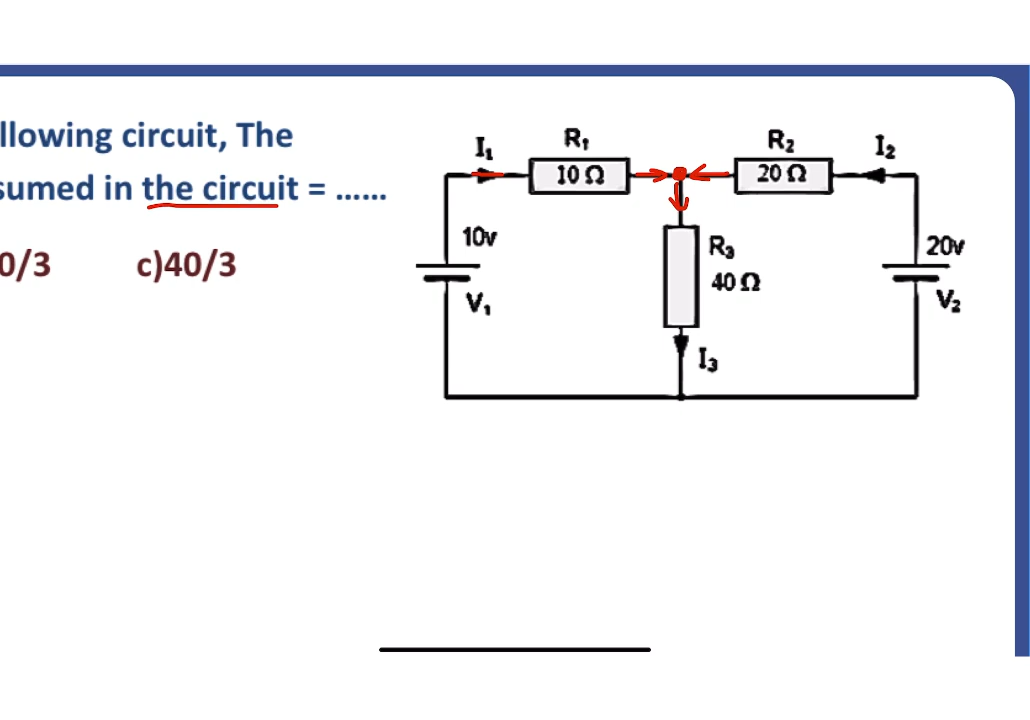 llowing circuit, The
sumed in the circuit = ......
0/3 c)40/3
I₁ R₁ 10 Ω
R₂ 20 Ω I₂
10v V₁
R₃ 40 Ω
20v V₂
I₃